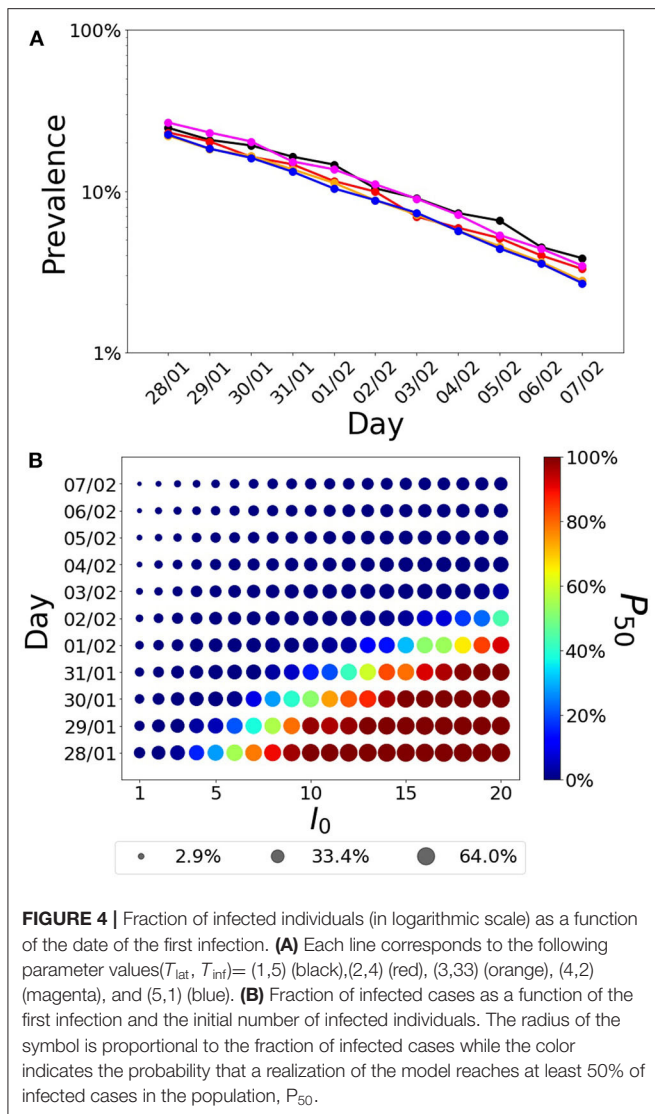 A
100%
10%
1%
Prevalence
28/01 29/01 30/01 31/01 01/02 02/02 03/02 04/02 05/02 06/02 07/02
Day
B
07/02
06/02
05/02
04/02
03/02
02/02
01/02
31/01
30/01
29/01
28/01
Day
1 5 10 15 20
I0
100%
80%
60%
40%
20%
0%
P50
2.9% 33.4% 64.0%
FIGURE 4 | Fraction of infected individuals (in logarithmic scale) as a function
of the date of the first infection. (A) Each line corresponds to the following
parameter values(Tlat, Tinf)= (1,5) (black),(2,4) (red), (3,33) (orange), (4,2)
(magenta), and (5,1) (blue). (B) Fraction of infected cases as a function of the
first infection and the initial number of infected individuals. The radius of the
symbol is proportional to the fraction of infected cases while the color
indicates the probability that a realization of the model reaches at least 50% of
infected cases in the population, P50.